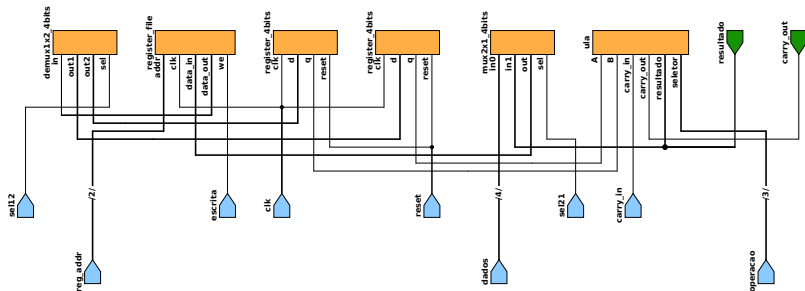 demux1x2_4bits
in
out1
out2
sel
register_file
addr
clk
data_in
data_out
we
register_4bits
clk
d
q
reset
register_4bits
clk
d
q
reset
mux2x1_4bits
in0
in1
out
sel
ula
A
B
carry_in
carry_out
resultado
seletor
resultado
carry_out
sel12
/2/
reg_addr
escrita
clk
reset
/4/
dados
sel21
carry_in
/3/
operacao